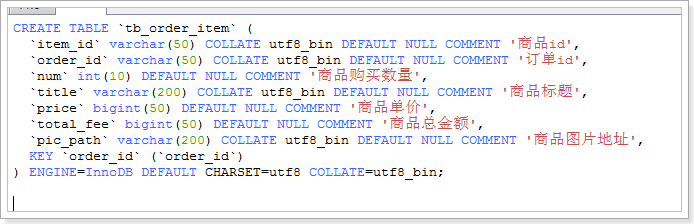 CREATE TABLE `tb_order_item` (
  `item_id` varchar(50) COLLATE utf8_bin DEFAULT NULL COMMENT '商品id',
  `order_id` varchar(50) COLLATE utf8_bin DEFAULT NULL COMMENT '订单id',
  `num` int(10) DEFAULT NULL COMMENT '商品购买数量',
  `title` varchar(200) COLLATE utf8_bin DEFAULT NULL COMMENT '商品标题',
  `price` bigint(50) DEFAULT NULL COMMENT '商品单价',
  `total_fee` bigint(50) DEFAULT NULL COMMENT '商品总金额',
  `pic_path` varchar(200) COLLATE utf8_bin DEFAULT NULL COMMENT '商品图片地址',
  KEY `order_id` (`order_id`)
) ENGINE=InnoDB DEFAULT CHARSET=utf8 COLLATE=utf8_bin;